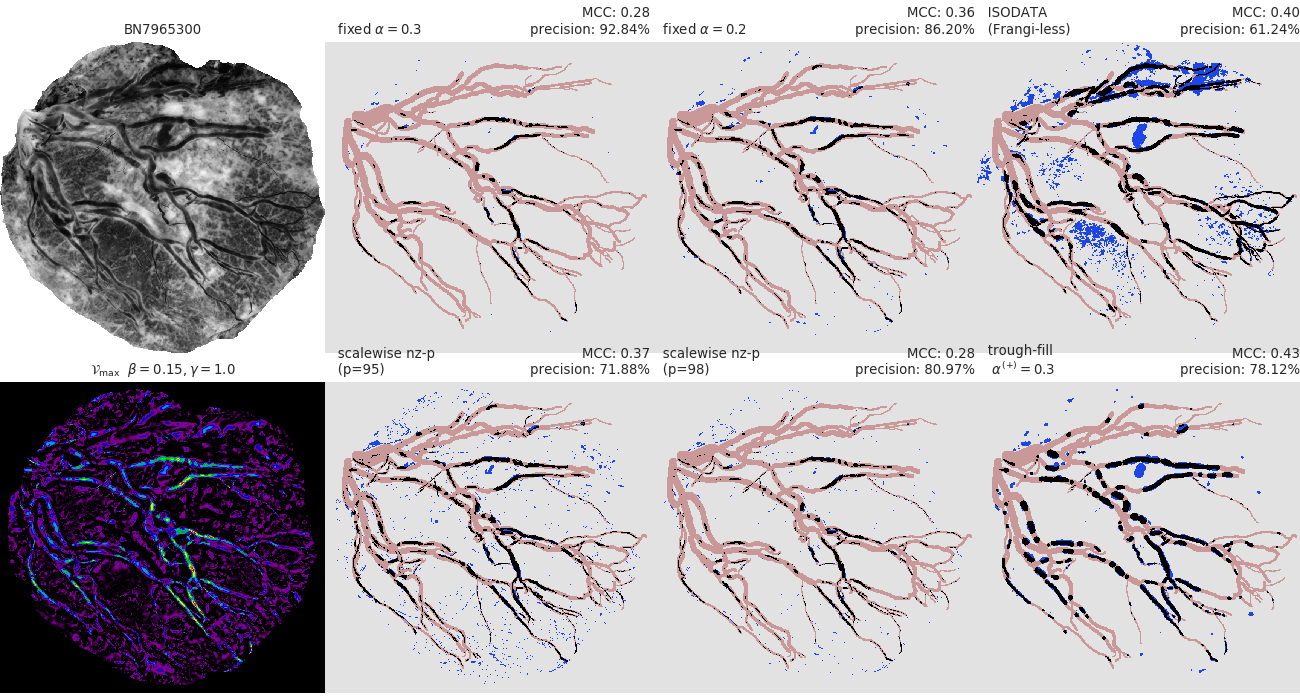 BN7965300
fixed α = 0.3
MCC: 0.28
precision: 92.84%
fixed α = 0.2
MCC: 0.36
precision: 86.20%
ISODATA
(Frangi-less)
MCC: 0.40
precision: 61.24%
𝒱max β = 0.15, γ = 1.0
scalewise nz-p
(p=95)
MCC: 0.37
precision: 71.88%
scalewise nz-p
(p=98)
MCC: 0.28
precision: 80.97%
trough-fill
α(+) = 0.3
MCC: 0.43
precision: 78.12%